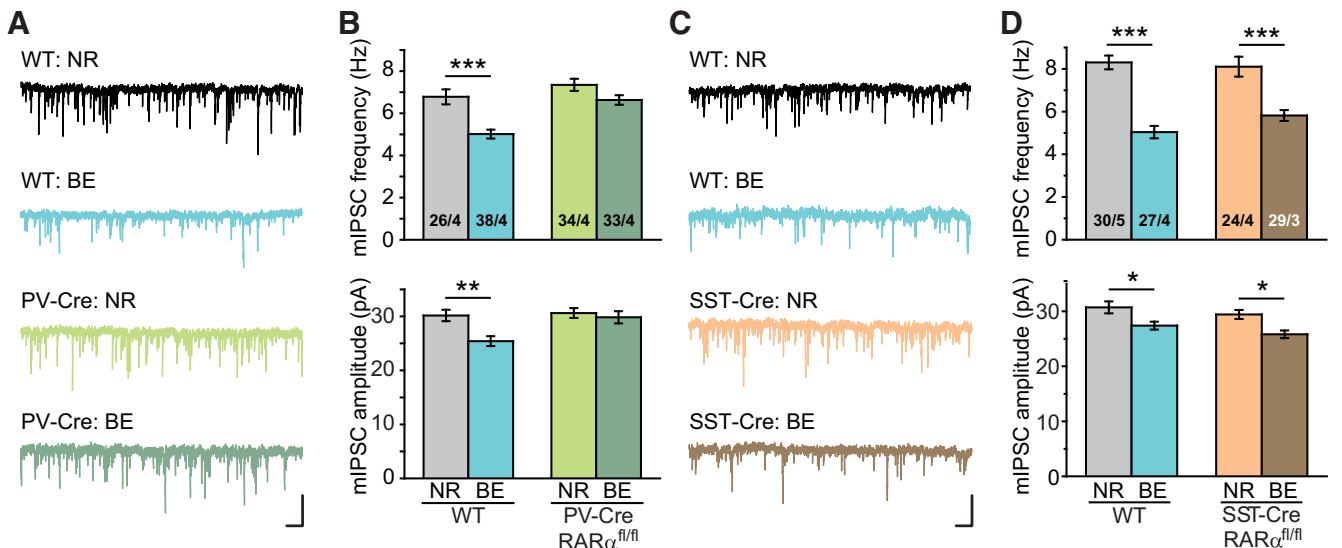 A
WT: NR
WT: BE
PV-Cre: NR
PV-Cre: BE
B
mIPSC frequency (Hz)
8
6
4
2
0
***
26/4 38/4 34/4 33/4
mIPSC amplitude (pA)
30
20
10
0
**
NR BE NR BE
WT PV-Cre
RARα^fl/fl
C
WT: NR
WT: BE
SST-Cre: NR
SST-Cre: BE
D
mIPSC frequency (Hz)
8
6
4
2
0
*** ***
30/5 27/4 24/4 29/3
mIPSC amplitude (pA)
30
20
10
0
* *
NR BE NR BE
WT SST-Cre
RARα^fl/fl